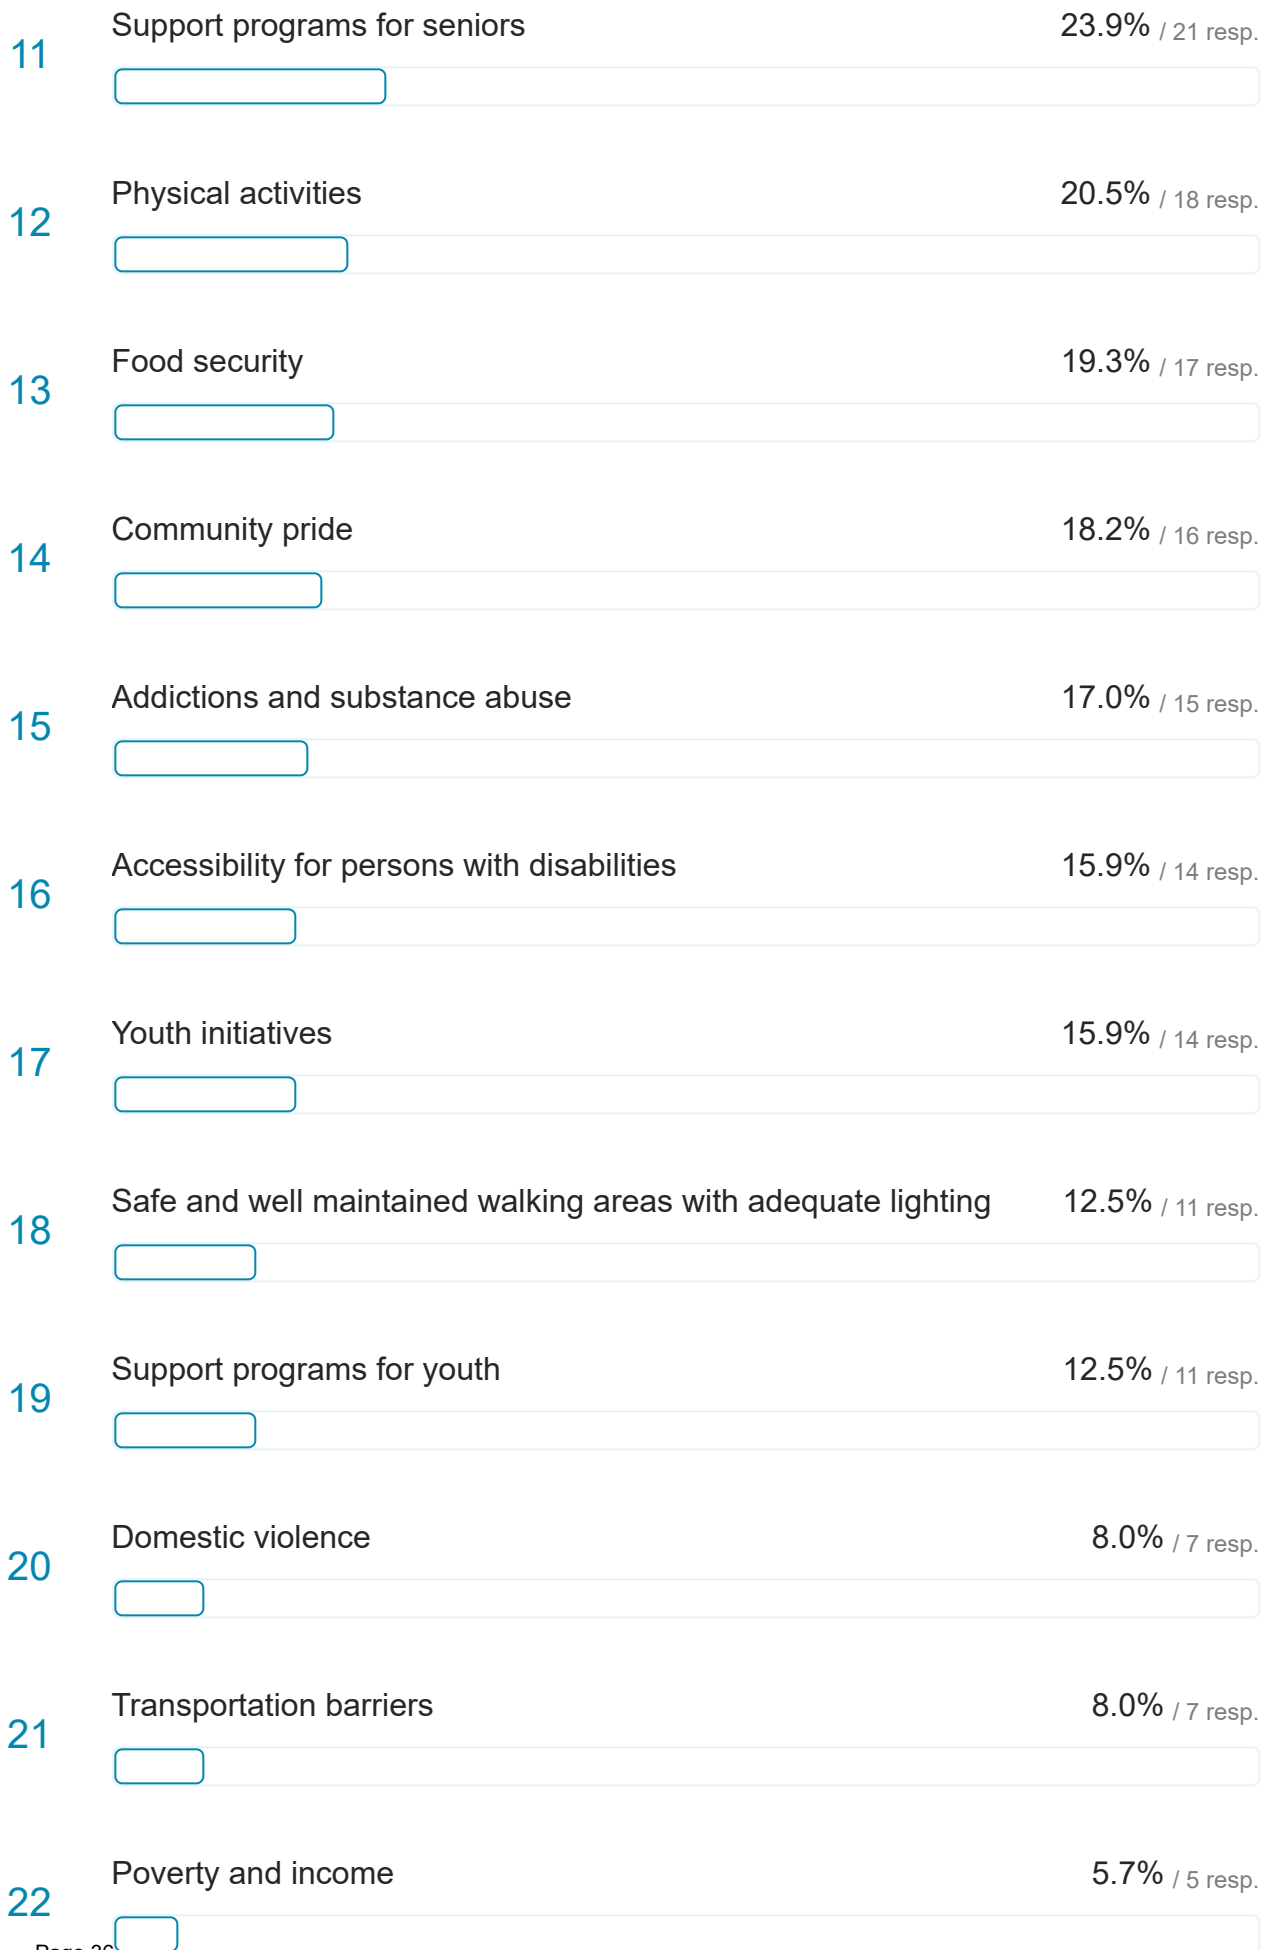 11 Support programs for seniors 23.9% / 21 resp.
12 Physical activities 20.5% / 18 resp.
13 Food security 19.3% / 17 resp.
14 Community pride 18.2% / 16 resp.
15 Addictions and substance abuse 17.0% / 15 resp.
16 Accessibility for persons with disabilities 15.9% / 14 resp.
17 Youth initiatives 15.9% / 14 resp.
18 Safe and well maintained walking areas with adequate lighting 12.5% / 11 resp.
19 Support programs for youth 12.5% / 11 resp.
20 Domestic violence 8.0% / 7 resp.
21 Transportation barriers 8.0% / 7 resp.
22 Poverty and income 5.7% / 5 resp.
Page